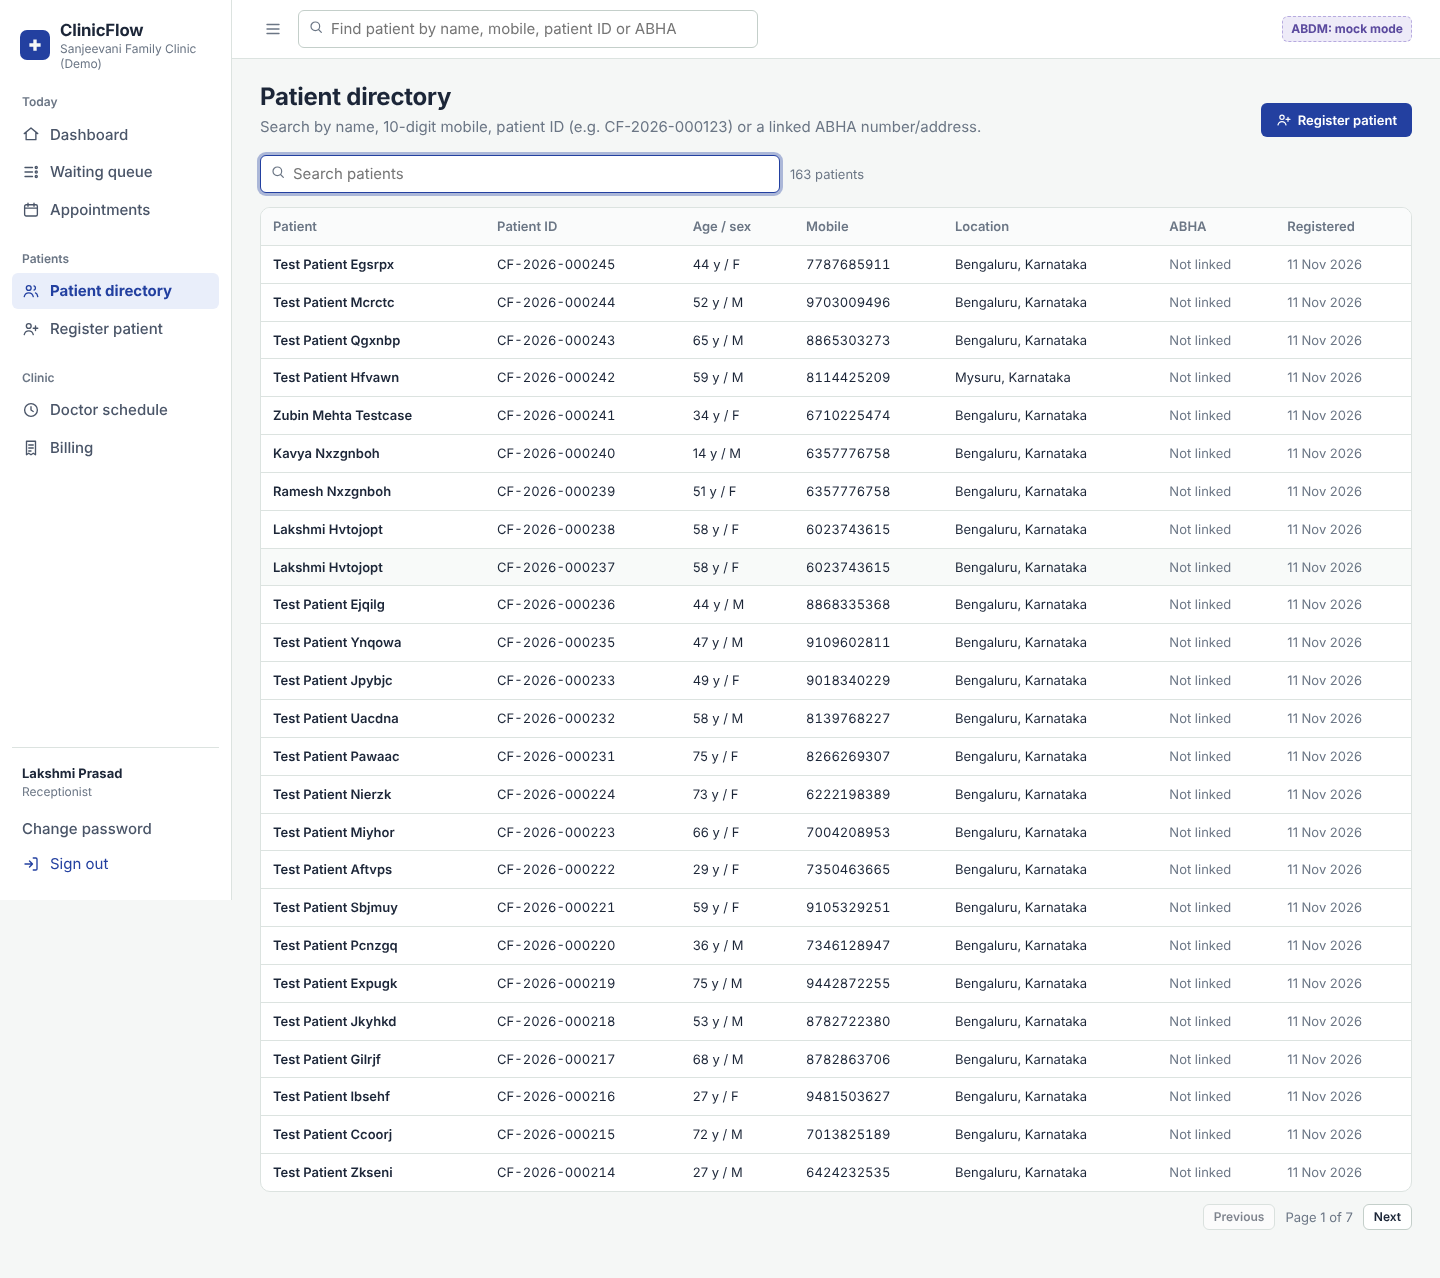 ClinicFlow
Sanjeevani Family Clinic
(Demo)
Today
Dashboard
Waiting queue
Appointments
Patients
Patient directory
Register patient
Clinic
Doctor schedule
Billing
Lakshmi Prasad
Receptionist
Change password
Sign out
Find patient by name, mobile, patient ID or ABHA
ABDM: mock mode
Patient directory
Search by name, 10-digit mobile, patient ID (e.g. CF-2026-000123) or a linked ABHA number/address.
Register patient
Search patients
163 patients
Patient Patient ID Age / sex Mobile Location ABHA Registered
Test Patient Egsrpx CF-2026-000245 44 y / F 7787685911 Bengaluru, Karnataka Not linked 11 Nov 2026
Test Patient Mcrctc CF-2026-000244 52 y / M 9703009496 Bengaluru, Karnataka Not linked 11 Nov 2026
Test Patient Qgxnbp CF-2026-000243 65 y / M 8865303273 Bengaluru, Karnataka Not linked 11 Nov 2026
Test Patient Hfvawn CF-2026-000242 59 y / M 8114425209 Mysuru, Karnataka Not linked 11 Nov 2026
Zubin Mehta Testcase CF-2026-000241 34 y / F 6710225474 Bengaluru, Karnataka Not linked 11 Nov 2026
Kavya Nxzgnboh CF-2026-000240 14 y / M 6357776758 Bengaluru, Karnataka Not linked 11 Nov 2026
Ramesh Nxzgnboh CF-2026-000239 51 y / F 6357776758 Bengaluru, Karnataka Not linked 11 Nov 2026
Lakshmi Hvtojopt CF-2026-000238 58 y / F 6023743615 Bengaluru, Karnataka Not linked 11 Nov 2026
Lakshmi Hvtojopt CF-2026-000237 58 y / F 6023743615 Bengaluru, Karnataka Not linked 11 Nov 2026
Test Patient Ejqilg CF-2026-000236 44 y / M 8868335368 Bengaluru, Karnataka Not linked 11 Nov 2026
Test Patient Ynqowa CF-2026-000235 47 y / M 9109602811 Bengaluru, Karnataka Not linked 11 Nov 2026
Test Patient Jpybjc CF-2026-000233 49 y / F 9018340229 Bengaluru, Karnataka Not linked 11 Nov 2026
Test Patient Uacdna CF-2026-000232 58 y / M 8139768227 Bengaluru, Karnataka Not linked 11 Nov 2026
Test Patient Pawaac CF-2026-000231 75 y / F 8266269307 Bengaluru, Karnataka Not linked 11 Nov 2026
Test Patient Nierzk CF-2026-000224 73 y / F 6222198389 Bengaluru, Karnataka Not linked 11 Nov 2026
Test Patient Miyhor CF-2026-000223 66 y / F 7004208953 Bengaluru, Karnataka Not linked 11 Nov 2026
Test Patient Aftvps CF-2026-000222 29 y / F 7350463665 Bengaluru, Karnataka Not linked 11 Nov 2026
Test Patient Sbjmuy CF-2026-000221 59 y / F 9105329251 Bengaluru, Karnataka Not linked 11 Nov 2026
Test Patient Pcnzgq CF-2026-000220 36 y / M 7346128947 Bengaluru, Karnataka Not linked 11 Nov 2026
Test Patient Expugk CF-2026-000219 75 y / M 9442872255 Bengaluru, Karnataka Not linked 11 Nov 2026
Test Patient Jkyhkd CF-2026-000218 53 y / M 8782722380 Bengaluru, Karnataka Not linked 11 Nov 2026
Test Patient Gilrjf CF-2026-000217 68 y / M 8782863706 Bengaluru, Karnataka Not linked 11 Nov 2026
Test Patient Ibsehf CF-2026-000216 27 y / F 9481503627 Bengaluru, Karnataka Not linked 11 Nov 2026
Test Patient Ccoorj CF-2026-000215 72 y / M 7013825189 Bengaluru, Karnataka Not linked 11 Nov 2026
Test Patient Zkseni CF-2026-000214 27 y / M 6424232535 Bengaluru, Karnataka Not linked 11 Nov 2026
Previous Page 1 of 7 Next